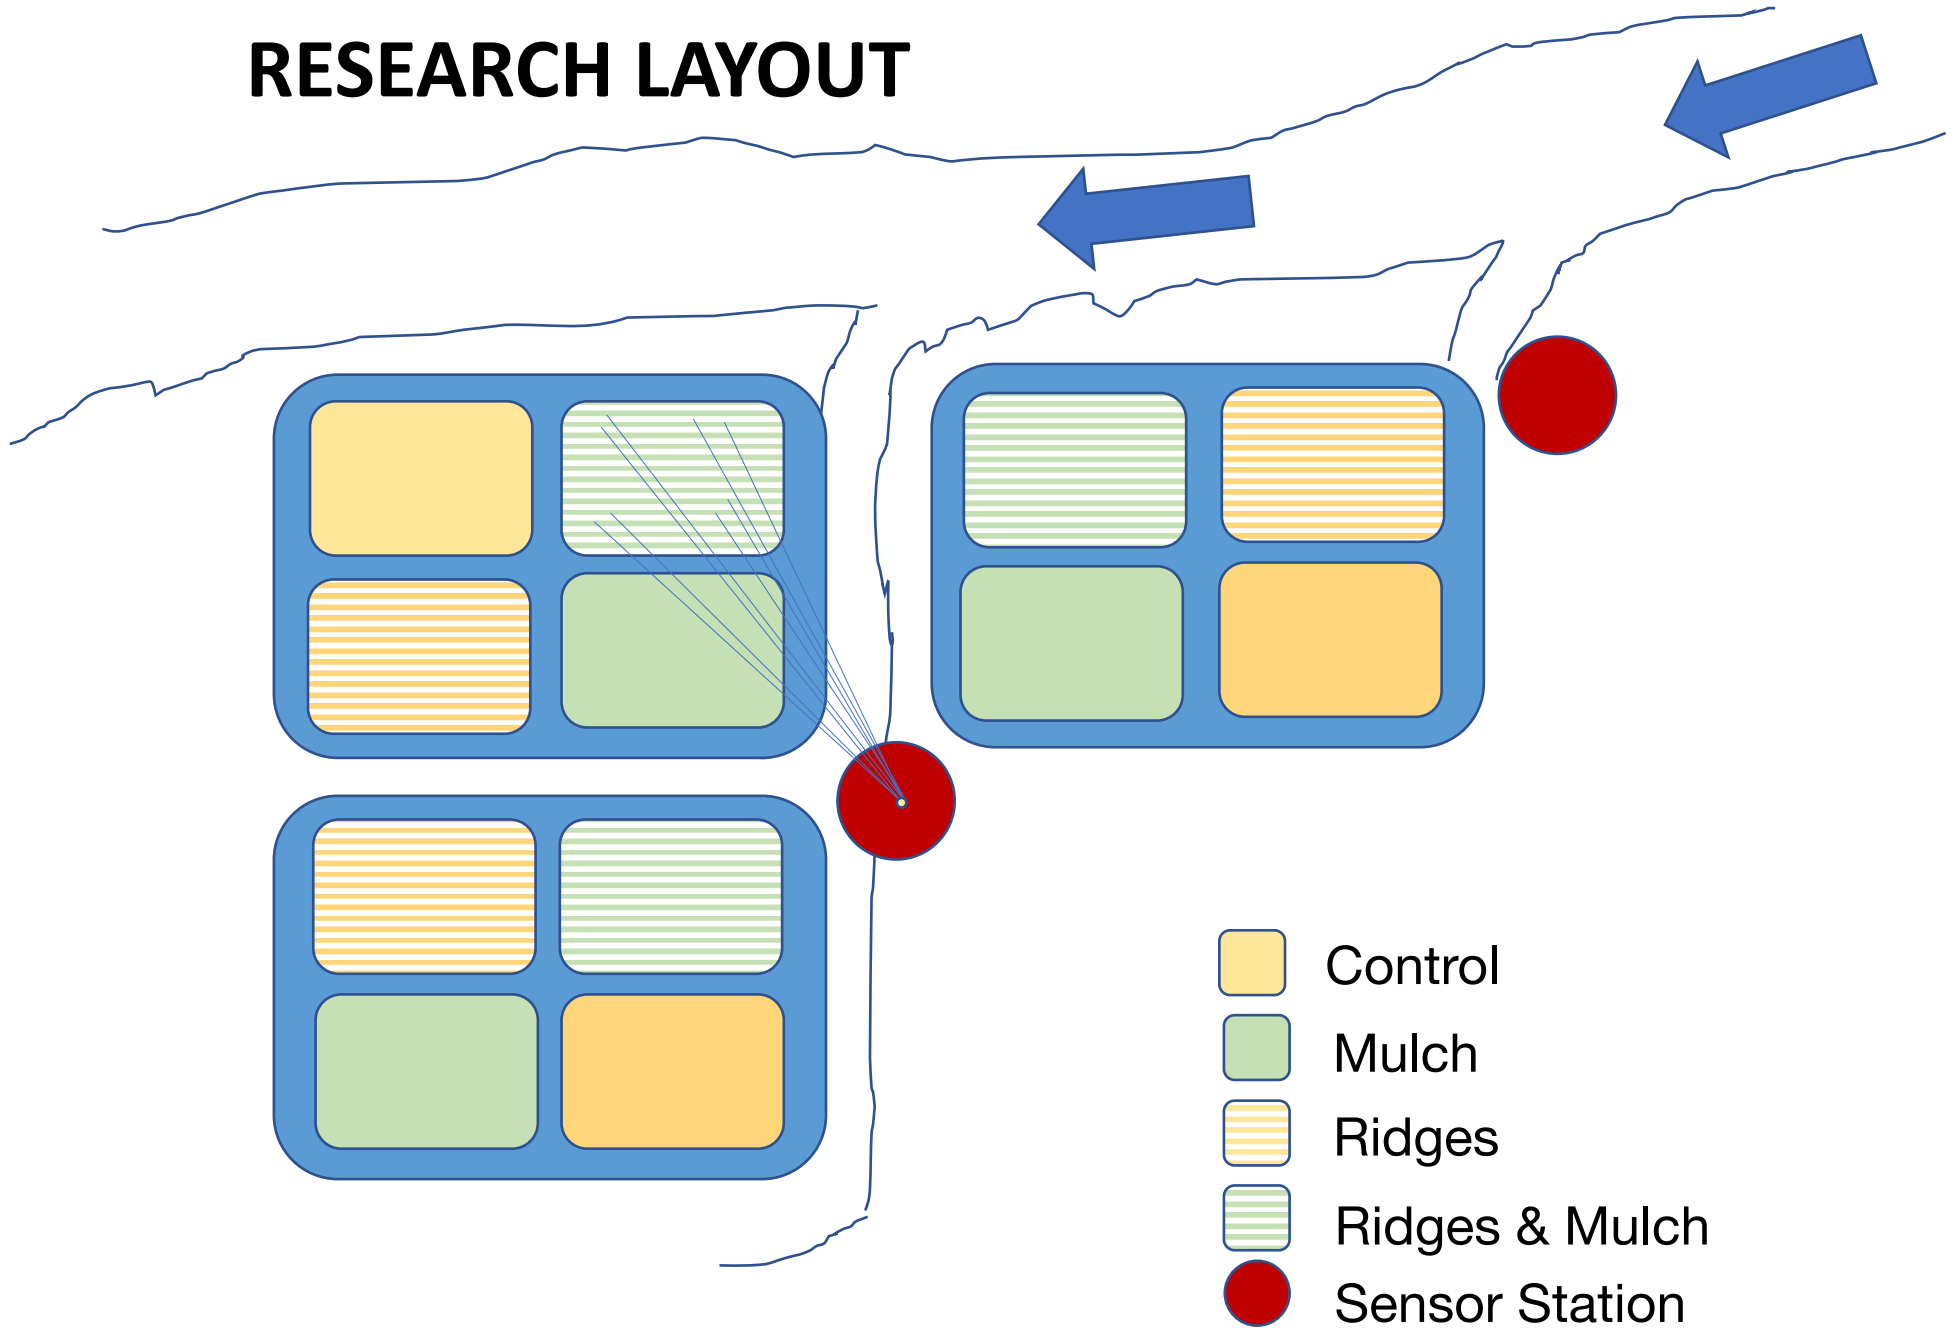 RESEARCH LAYOUT
Control
Mulch
Ridges
Ridges & Mulch
Sensor Station